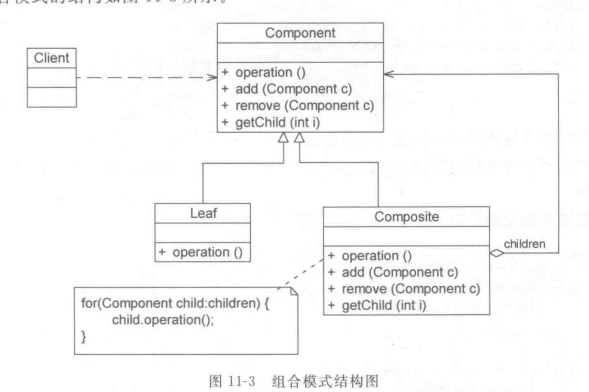 合模式的结构如图 11-3 所示。
Component
Client
+ operation ()
+ add (Component c)
+ remove (Component c)
+ getChild (int i)
Leaf
+ operation ()
Composite
+ operation ()
+ add (Component c)
+ remove (Component c)
+ getChild (int i)
children
for(Component child:children) {
child.operation();
}
图 11-3 组合模式结构图